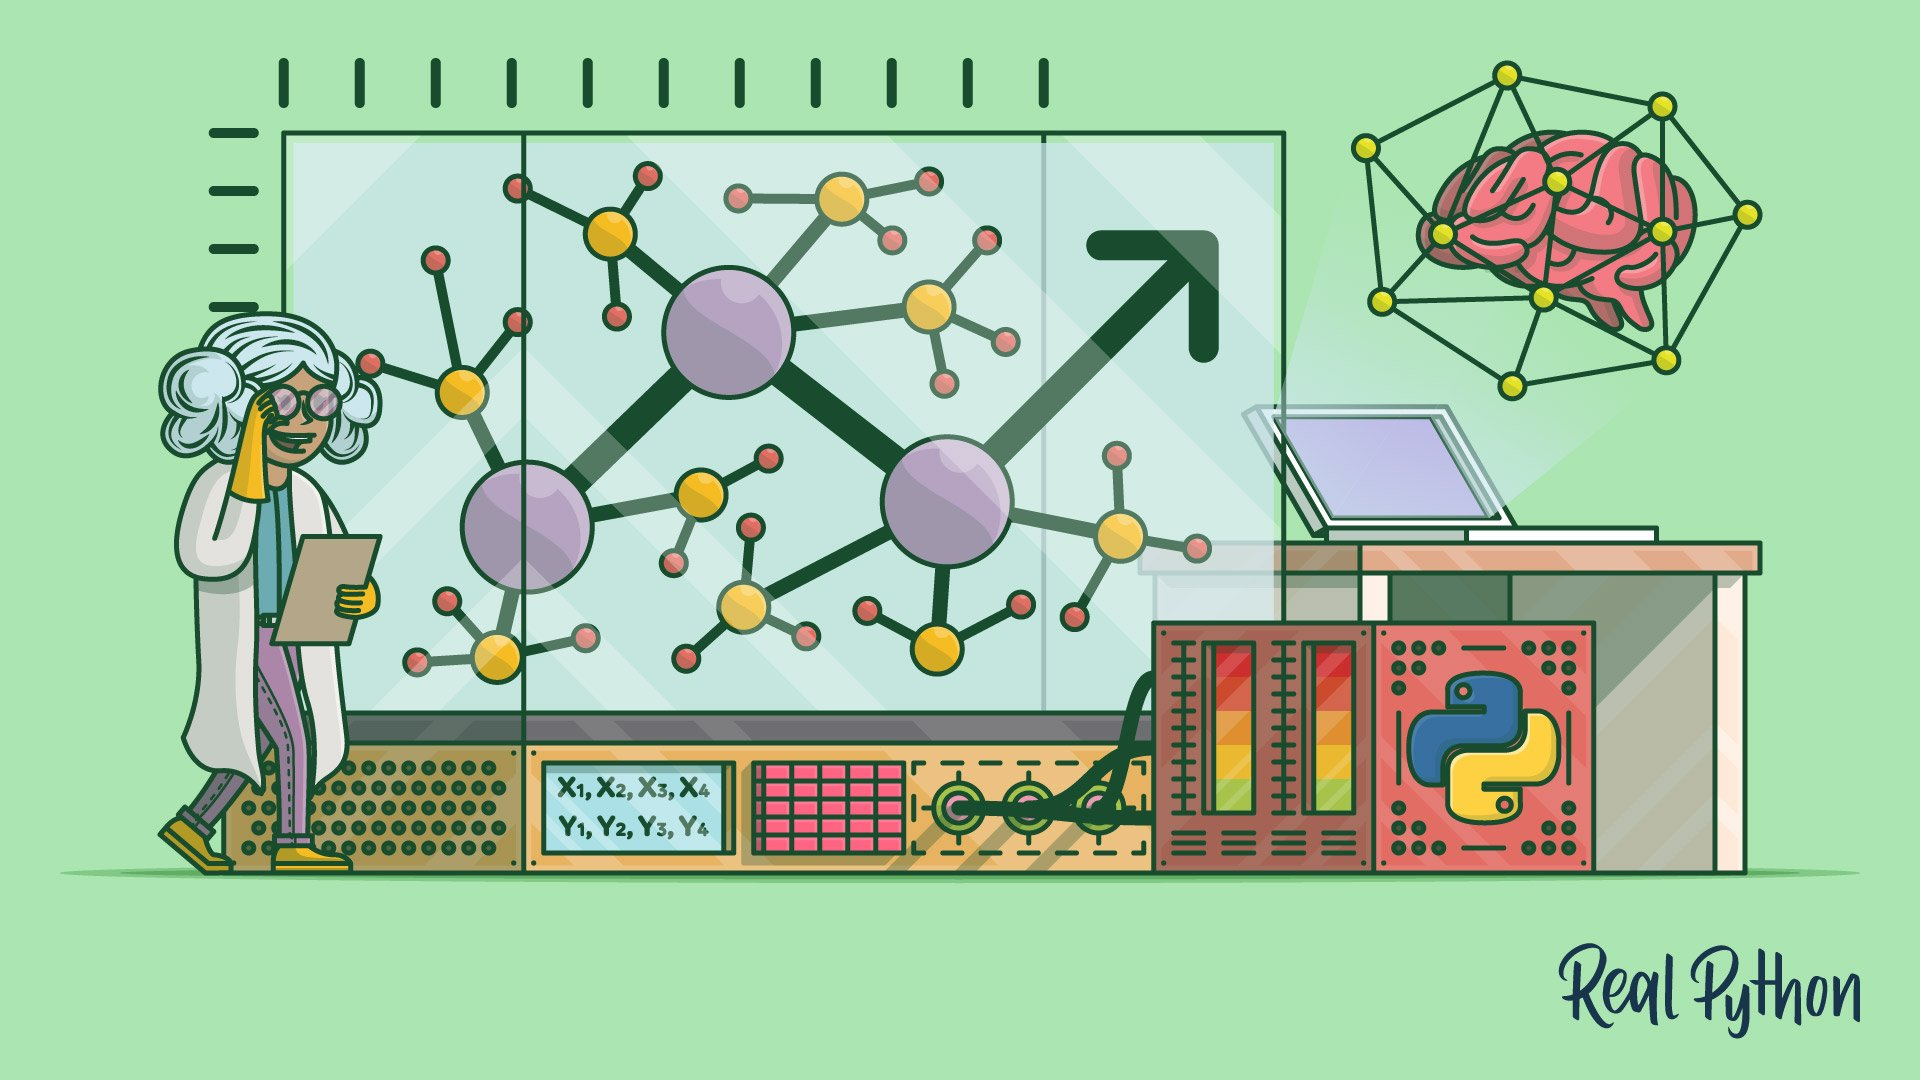 X1, X2, X3, X4
Y1, Y2, Y3, Y4
Real Python